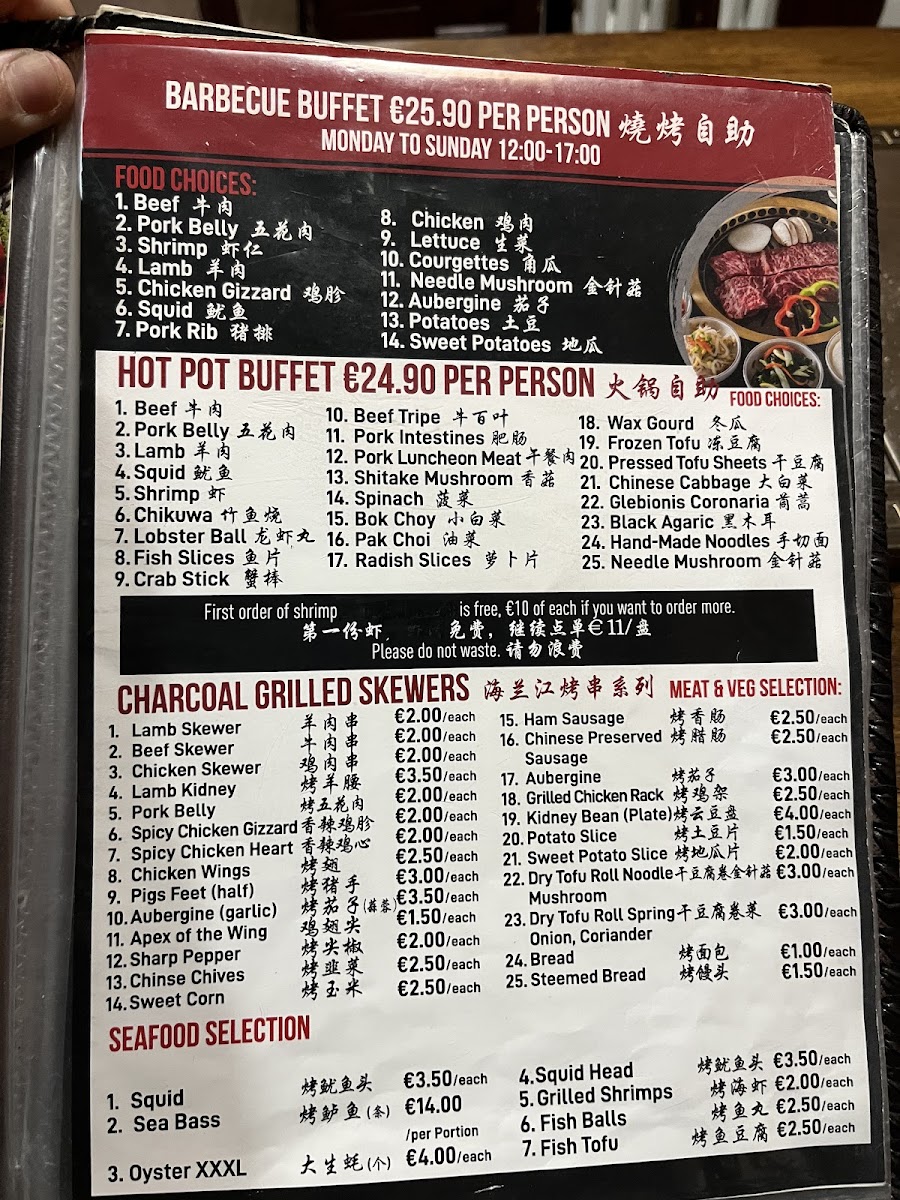 BARBECUE BUFFET €25.90 PER PERSON 燒烤自助
MONDAY TO SUNDAY 12:00-17:00
FOOD CHOICES:
1. Beef 牛肉
2. Pork Belly 五花肉
3. Shrimp 虾仁
4. Lamb 羊肉
5. Chicken Gizzard 鸡胗
6. Squid 鱿鱼
7. Pork Rib 猪排
8. Chicken 鸡肉
9. Lettuce 生菜
10. Courgettes 角瓜
11. Needle Mushroom 金针菇
12. Aubergine 茄子
13. Potatoes 土豆
14. Sweet Potatoes 地瓜
HOT POT BUFFET €24.90 PER PERSON 火锅自助
FOOD CHOICES:
1. Beef 牛肉
2. Pork Belly 五花肉
3. Lamb 羊肉
4. Squid 鱿鱼
5. Shrimp 虾
6. Chikuwa 竹鱼烧
7. Lobster Ball 龙虾丸
8. Fish Slices 鱼片
9. Crab Stick 蟹棒
10. Beef Tripe 牛百叶
11. Pork Intestines 肥肠
12. Pork Luncheon Meat 午餐肉
13. Shitake Mushroom 香菇
14. Spinach 菠菜
15. Bok Choy 小白菜
16. Pak Choi 油菜
17. Radish Slices 萝卜片
18. Wax Gourd 冬瓜
19. Frozen Tofu 冻豆腐
20. Pressed Tofu Sheets 干豆腐
21. Chinese Cabbage 大白菜
22. Glebionis Coronaria 茼蒿
23. Black Agaric 黑木耳
24. Hand-Made Noodles 手切面
25. Needle Mushroom 金针菇
First order of shrimp is free, €10 of each if you want to order more.
第一份虾, 免费, 继续点单€11/盘
Please do not waste. 请勿浪费
CHARCOAL GRILLED SKEWERS 海兰江烤串系列 MEAT & VEG SELECTION:
1. Lamb Skewer 羊肉串 €2.00/each
2. Beef Skewer 牛肉串 €2.00/each
3. Chicken Skewer 鸡肉串 €2.00/each
4. Lamb Kidney 烤羊腰 €3.50/each
5. Pork Belly 烤五花肉 €2.00/each
6. Spicy Chicken Gizzard 香辣鸡胗 €2.00/each
7. Spicy Chicken Heart 香辣鸡心 €2.00/each
8. Chicken Wings 烤翅 €2.50/each
9. Pigs Feet (half) 烤猪手 €3.00/each
10. Aubergine (garlic) 烤茄子(蒜蓉) €3.50/each
11. Apex of the Wing 鸡翅尖 €1.50/each
12. Sharp Pepper 烤尖椒 €2.00/each
13. Chinse Chives 烤韭菜 €2.50/each
14. Sweet Corn 烤玉米 €2.50/each
15. Ham Sausage 烤香肠 €2.50/each
16. Chinese Preserved 烤腊肠 €2.50/each
Sausage
17. Aubergine 烤茄子 €3.00/each
18. Grilled Chicken Rack 烤鸡架 €2.50/each
19. Kidney Bean (Plate) 烤云豆盘 €4.00/each
20. Potato Slice 烤土豆片 €1.50/each
21. Sweet Potato Slice 烤地瓜片 €2.00/each
22. Dry Tofu Roll Noodle 干豆腐卷金针菇 €3.00/each
Mushroom
23. Dry Tofu Roll Spring 干豆腐卷菜 €3.00/each
Onion, Coriander
24. Bread 烤面包 €1.00/each
25. Steemed Bread 烤馒头 €1.50/each
SEAFOOD SELECTION
1. Squid 烤鱿鱼头 €3.50/each
2. Sea Bass 烤鲈鱼(条) €14.00
/per Portion
3. Oyster XXXL 大生蚝(个) €4.00/each
4. Squid Head 烤鱿鱼头 €3.50/each
5. Grilled Shrimps 烤海虾 €2.00/each
6. Fish Balls 烤鱼丸 €2.50/each
7. Fish Tofu 烤鱼豆腐 €2.50/each